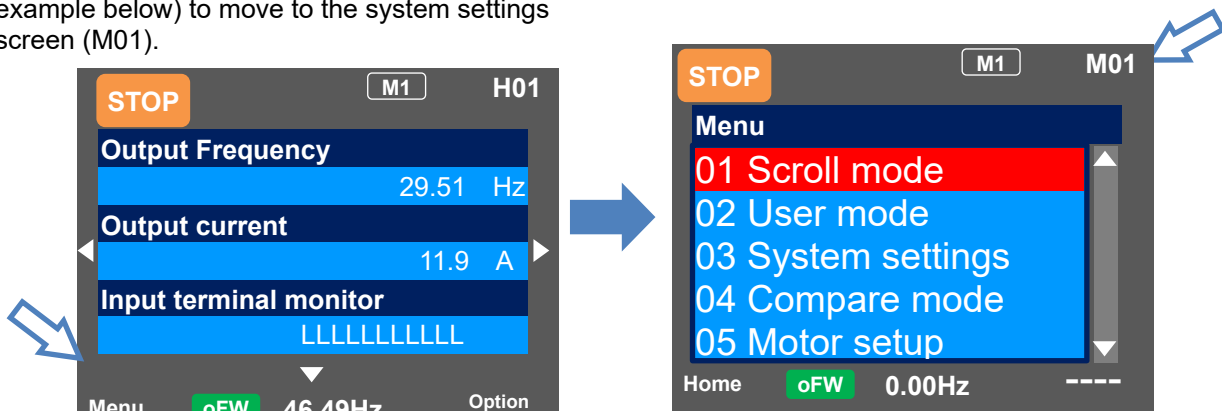 example below) to move to the system settings
screen (M01).
STOP M1 H01
Output Frequency
29.51 Hz
Output current
11.9 A
Input terminal monitor
LLLLLLLLLLL
Menu oFW 46.49Hz Option
STOP M1 M01
Menu
01 Scroll mode
02 User mode
03 System settings
04 Compare mode
05 Motor setup
Home oFW 0.00Hz ----